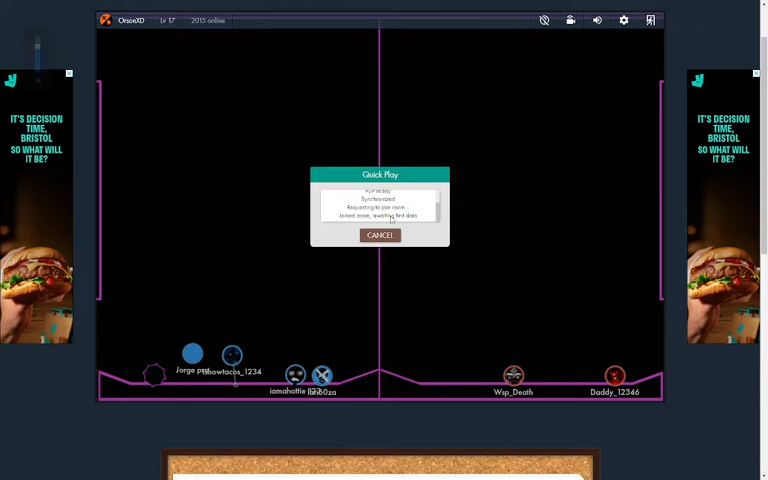 OrsonXD
Lv 17
2015 online
IT'S DECISION
TIME,
BRISTOL
SO WHAT WILL
IT BE?
IT'S DECISION
TIME,
BRISTOL
SO WHAT WILL
IT BE?
Quick Play
P2P ready
Synchronized
Requesting to join room...
Joined room, awaiting first data
CANCEL
Jorge
iamahottie
Wsp_Death
Daddy_12346